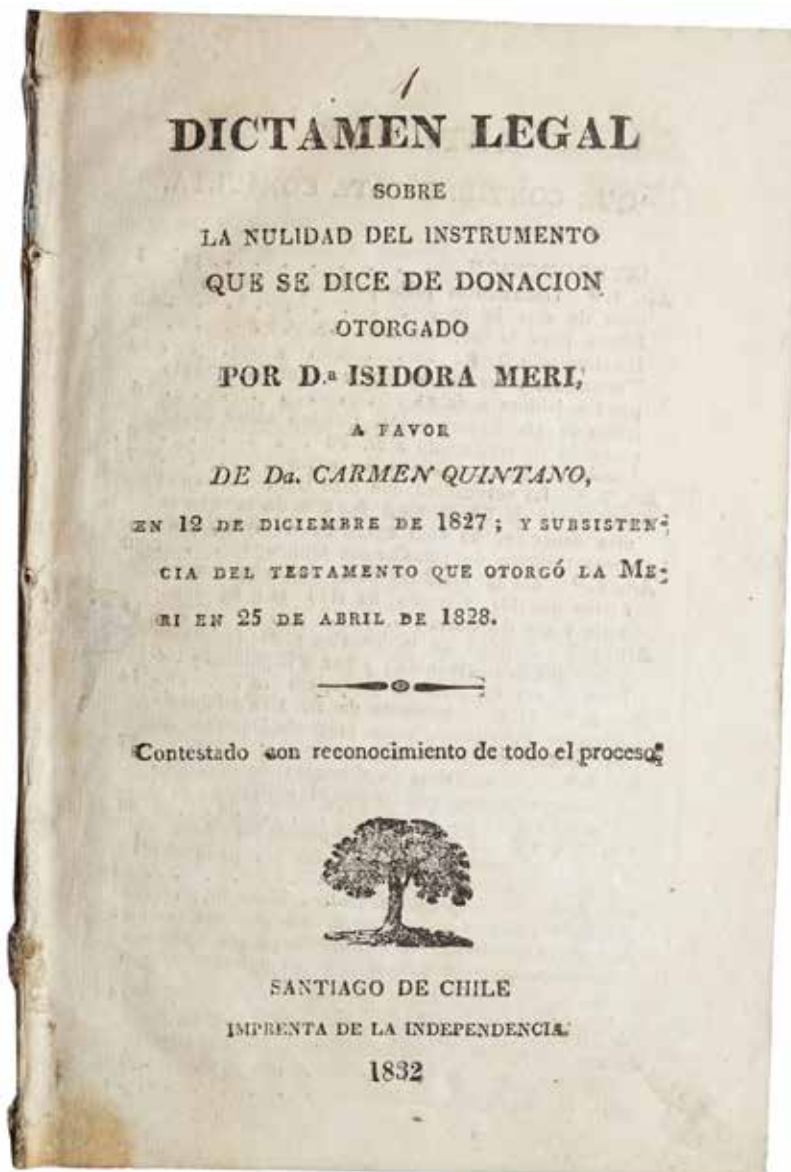 1
DICTAMEN LEGAL
SOBRE
LA NULIDAD DEL INSTRUMENTO
QUE SE DICE DE DONACION
OTORGADO
POR D.ª ISIDORA MERI,
A FAVOR
DE Da. CARMEN QUINTANO,
EN 12 DE DICIEMBRE DE 1827; Y SUBSISTEN-
CIA DEL TESTAMENTO QUE OTORGÓ LA ME-
RI EN 25 DE ABRIL DE 1828.
Contestado con reconocimiento de todo el proceso.
SANTIAGO DE CHILE
IMPRENTA DE LA INDEPENDENCIA.
1832